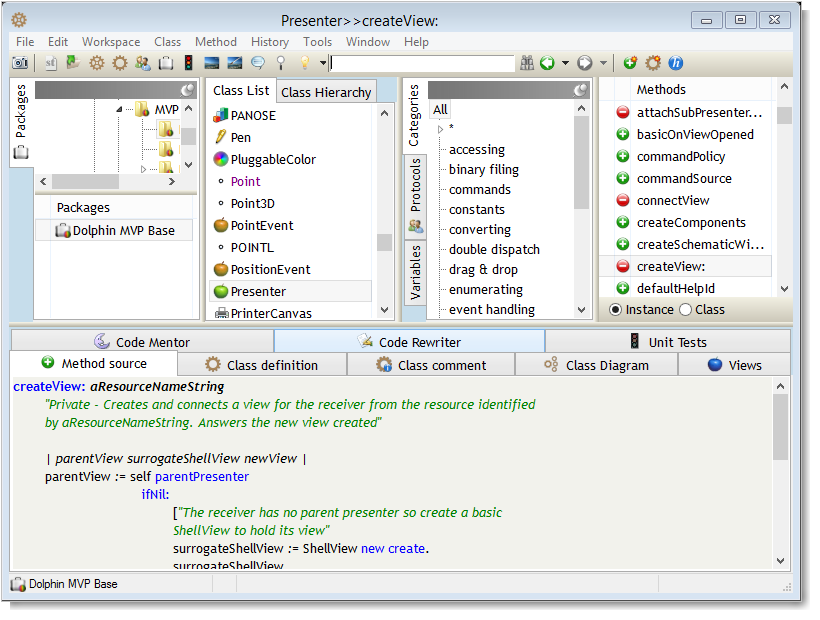 Presenter>>createView:
File Edit Workspace Class Method History Tools Window Help
Packages
MVP
Packages
Dolphin MVP Base
Class List
Class Hierarchy
PANOSE
Pen
PluggableColor
Point
Point3D
PointEvent
POINTL
PositionEvent
Presenter
PrinterCanvas
Categories
Protocols
Variables
All
*
accessing
binary filing
commands
constants
converting
double dispatch
drag & drop
enumerating
event handling
Methods
attachSubPresenter...
basicOnViewOpened
commandPolicy
commandSource
connectView
createComponents
createSchematicWi...
createView:
defaultHelpId
Instance Class
Code Mentor Code Rewriter Unit Tests
Method source Class definition Class comment Class Diagram Views
createView: aResourceNameString
"Private - Creates and connects a view for the receiver from the resource identified
by aResourceNameString. Answers the new view created"
| parentView surrogateShellView newView |
parentView := self parentPresenter
ifNil:
["The receiver has no parent presenter so create a basic
ShellView to hold its view"
surrogateShellView := ShellView new create.
surrogateShellView
Dolphin MVP Base